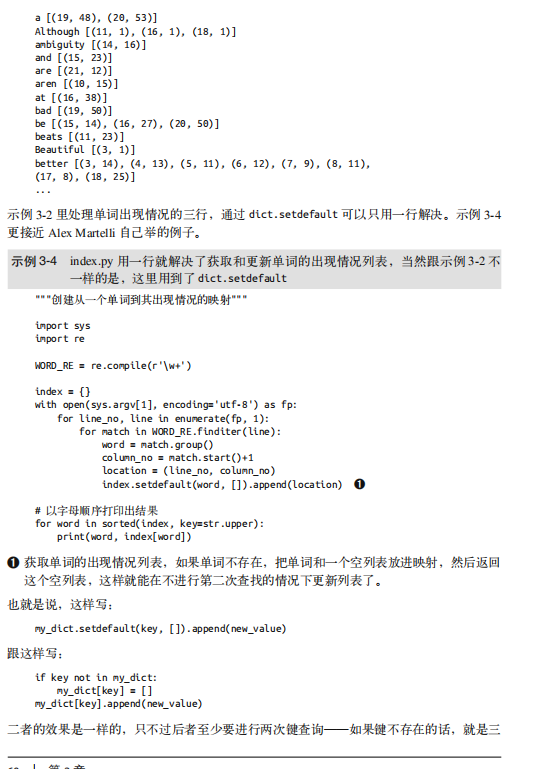 a [(19, 48), (20, 53)]
Although [(11, 1), (16, 1), (18, 1)]
ambiguity [(14, 16)]
and [(15, 23)]
are [(21, 12)]
aren [(10, 15)]
at [(16, 38)]
bad [(19, 50)]
be [(15, 14), (16, 27), (20, 50)]
beats [(11, 23)]
Beautiful [(3, 1)]
better [(3, 14), (4, 13), (5, 11), (6, 12), (7, 9), (8, 11),
(17, 8), (18, 25)]
...
示例 3-2 里处理单词出现情况的三行，通过 dict.setdefault 可以只用一行解决。示例 3-4
更接近 Alex Martelli 自己举的例子。
示例 3-4 index.py 用一行就解决了获取和更新单词的出现情况列表，当然跟示例 3-2 不
一样的是，这里用到了 dict.setdefault
"""创建从一个单词到其出现情况的映射"""
import sys
import re
WORD_RE = re.compile(r'\w+')
index = {}
with open(sys.argv[1], encoding='utf-8') as fp:
for line_no, line in enumerate(fp, 1):
for match in WORD_RE.finditer(line):
word = match.group()
column_no = match.start()+1
location = (line_no, column_no)
index.setdefault(word, []).append(location) ❶
# 以字母顺序打印出结果
for word in sorted(index, key=str.upper):
print(word, index[word])
❶ 获取单词的出现情况列表，如果单词不存在，把单词和一个空列表放进映射，然后返回
这个空列表，这样就能在不进行第二次查找的情况下更新列表了。
也就是说，这样写：
my_dict.setdefault(key, []).append(new_value)
跟这样写：
if key not in my_dict:
my_dict[key] = []
my_dict[key].append(new_value)
二者的效果是一样的，只不过后者至少要进行两次键查询——如果键不存在的话，就是三